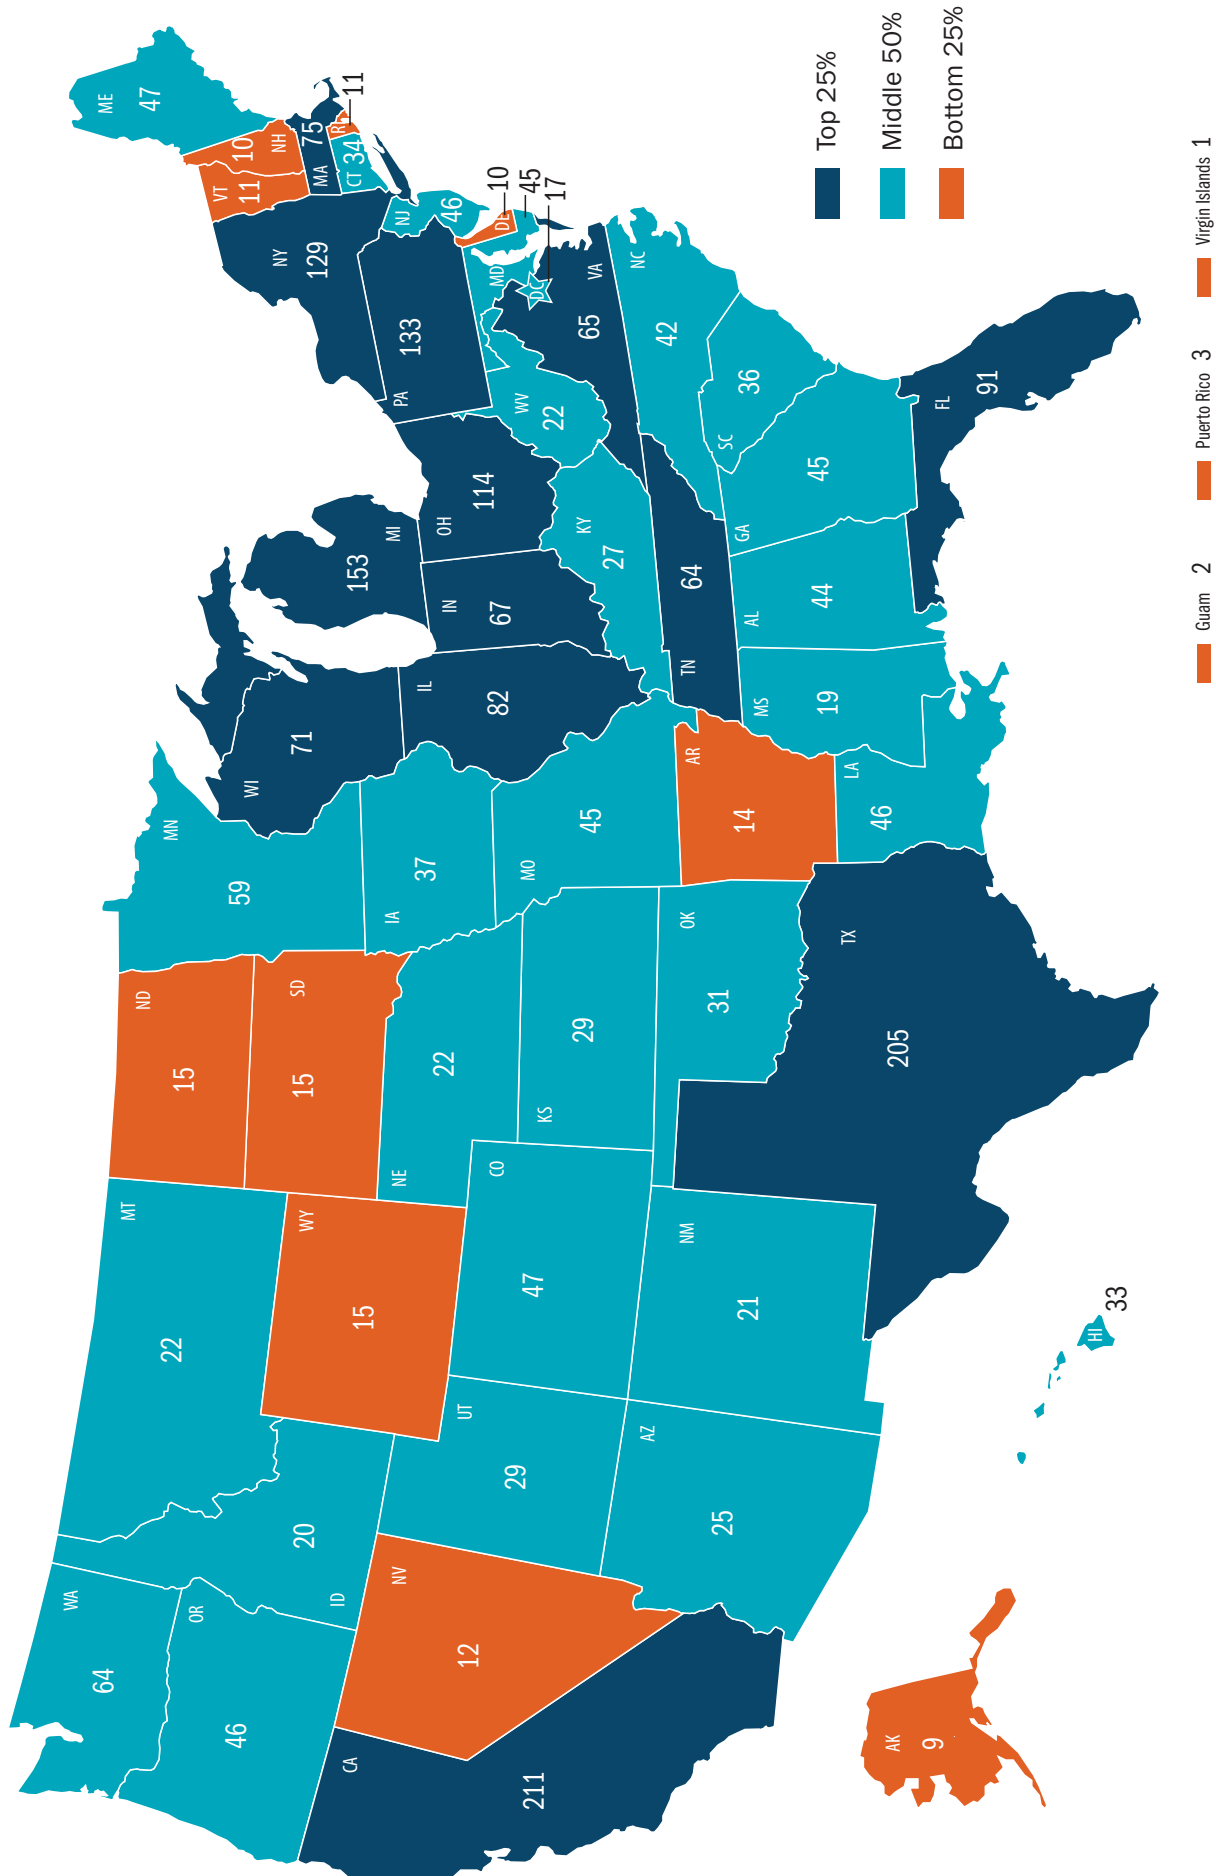 WA
64
OR
46
CA
211
NV
12
ID
20
MT
22
WY
15
UT
29
AZ
25
CO
47
NM
21
ND
15
SD
15
NE
22
KS
29
OK
31
TX
205
MN
59
IA
37
MO
45
AR
14
LA
46
WI
71
IL
82
MI
153
IN
67
OH
114
KY
27
TN
64
MS
19
AL
44
GA
45
FL
91
SC
36
NC
42
VA
65
WV
22
PA
133
NY
129
VT
11
NH
10
ME
47
MA
75
RI
11
CT
34
NJ
46
DE
10
MD
45
DC
17
AK
9
HI
33
Top 25%
Middle 50%
Bottom 25%
Guam 2
Puerto Rico 3
Virgin Islands 1